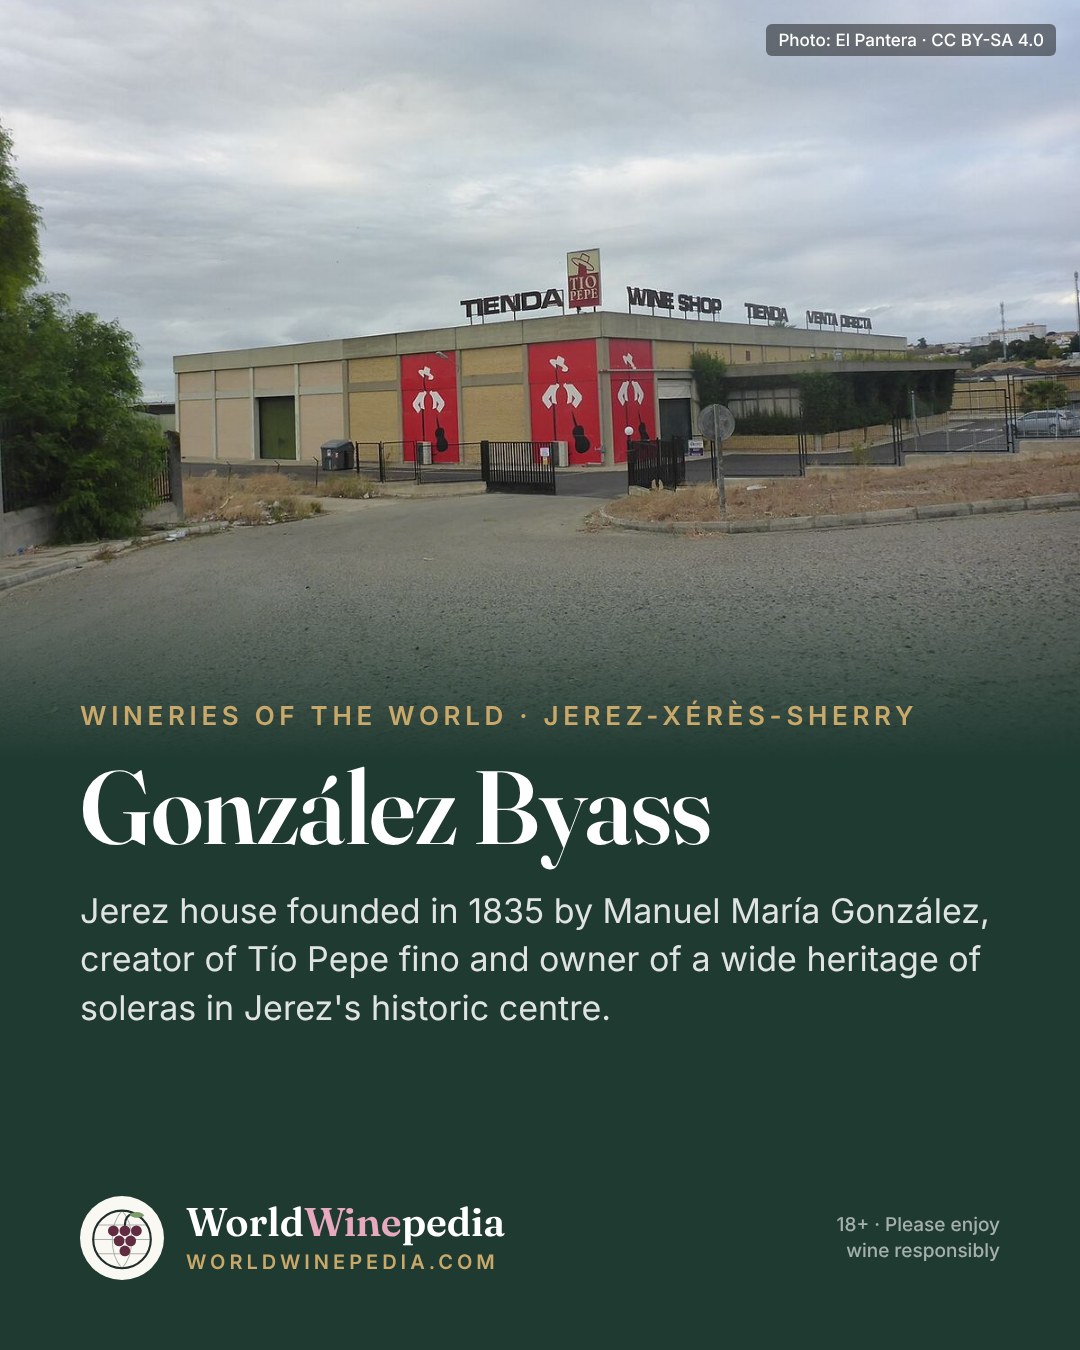 Photo: El Pantera · CC BY-SA 4.0
TIENDA
TIO
PEPE
WINE SHOP
TIENDA
VENTA DIRECTA
WINERIES OF THE WORLD · JEREZ-XÉRÈS-SHERRY
González Byass
Jerez house founded in 1835 by Manuel María González,
creator of Tío Pepe fino and owner of a wide heritage of
soleras in Jerez's historic centre.
WorldWinepedia
WORLDWINEPEDIA.COM
18+ · Please enjoy
wine responsibly